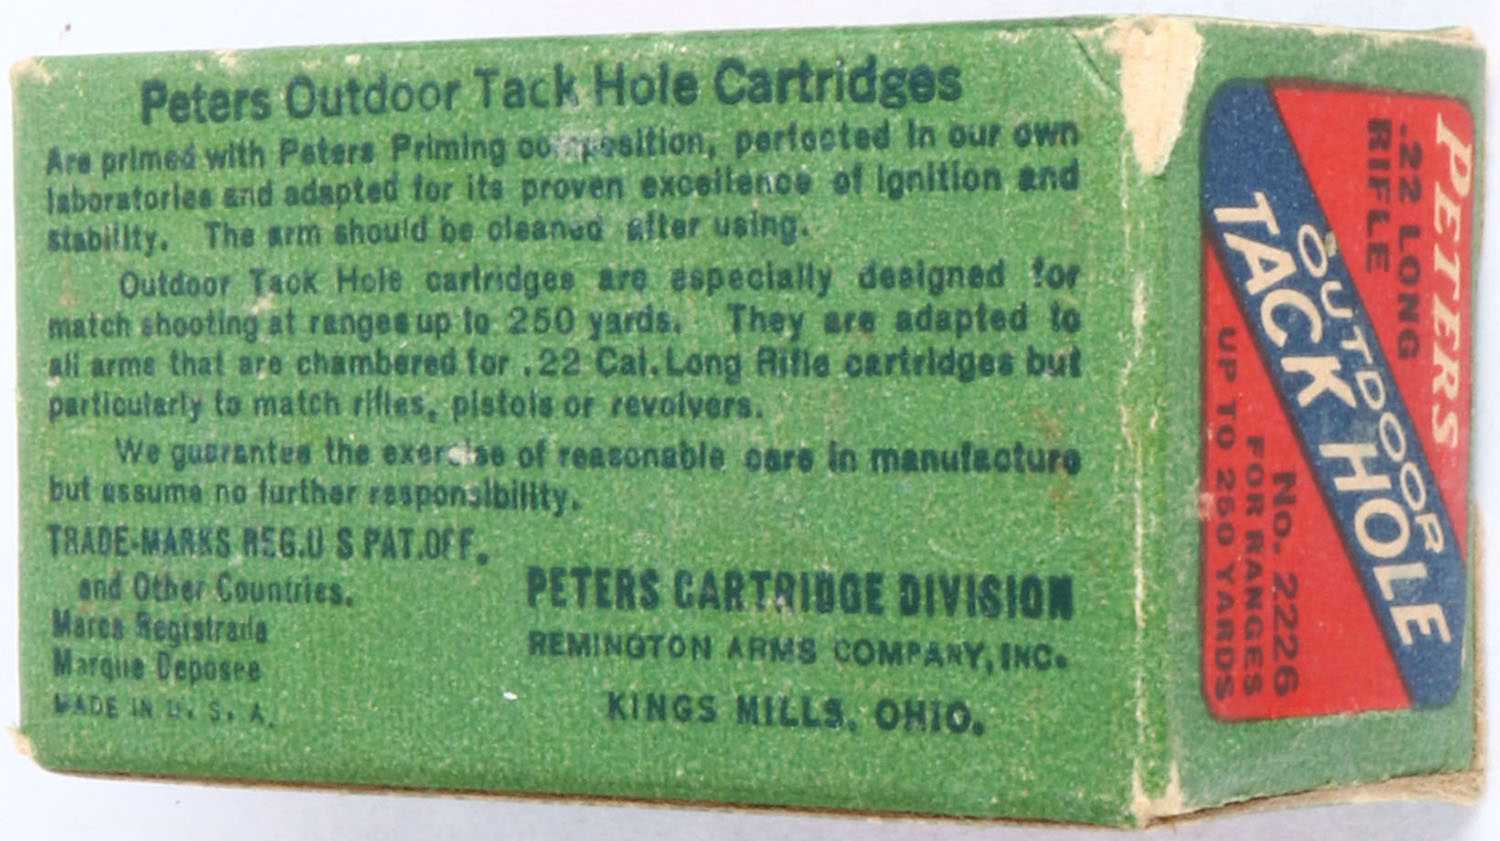 Peters Outdoor Tack Hole Cartridges
Are primed with Peters Priming composition, perfected in our own
laboratories and adapted for its proven excellence of ignition and
stability. The arm should be cleaned after using.
Outdoor Tack Hole cartridges are especially designed for
match shooting at ranges up to 250 yards. They are adapted to
all arms that are chambered for .22 Cal. Long Rifle cartridges but
particularly to match rifles, pistols or revolvers.
We guarantee the exercise of reasonable care in manufacture
but assume no further responsibility.
TRADE-MARKS REG. U S PAT. OFF.
and Other Countries.
Marca Registrada
Marque Deposee
MADE IN U. S. A.
PETERS CARTRIDGE DIVISION
REMINGTON ARMS COMPANY, INC.
KINGS MILLS, OHIO.
PETERS
.22 LONG
RIFLE
OUTDOOR
TACK HOLE
No. 2226
FOR RANGES
UP TO 250 YARDS